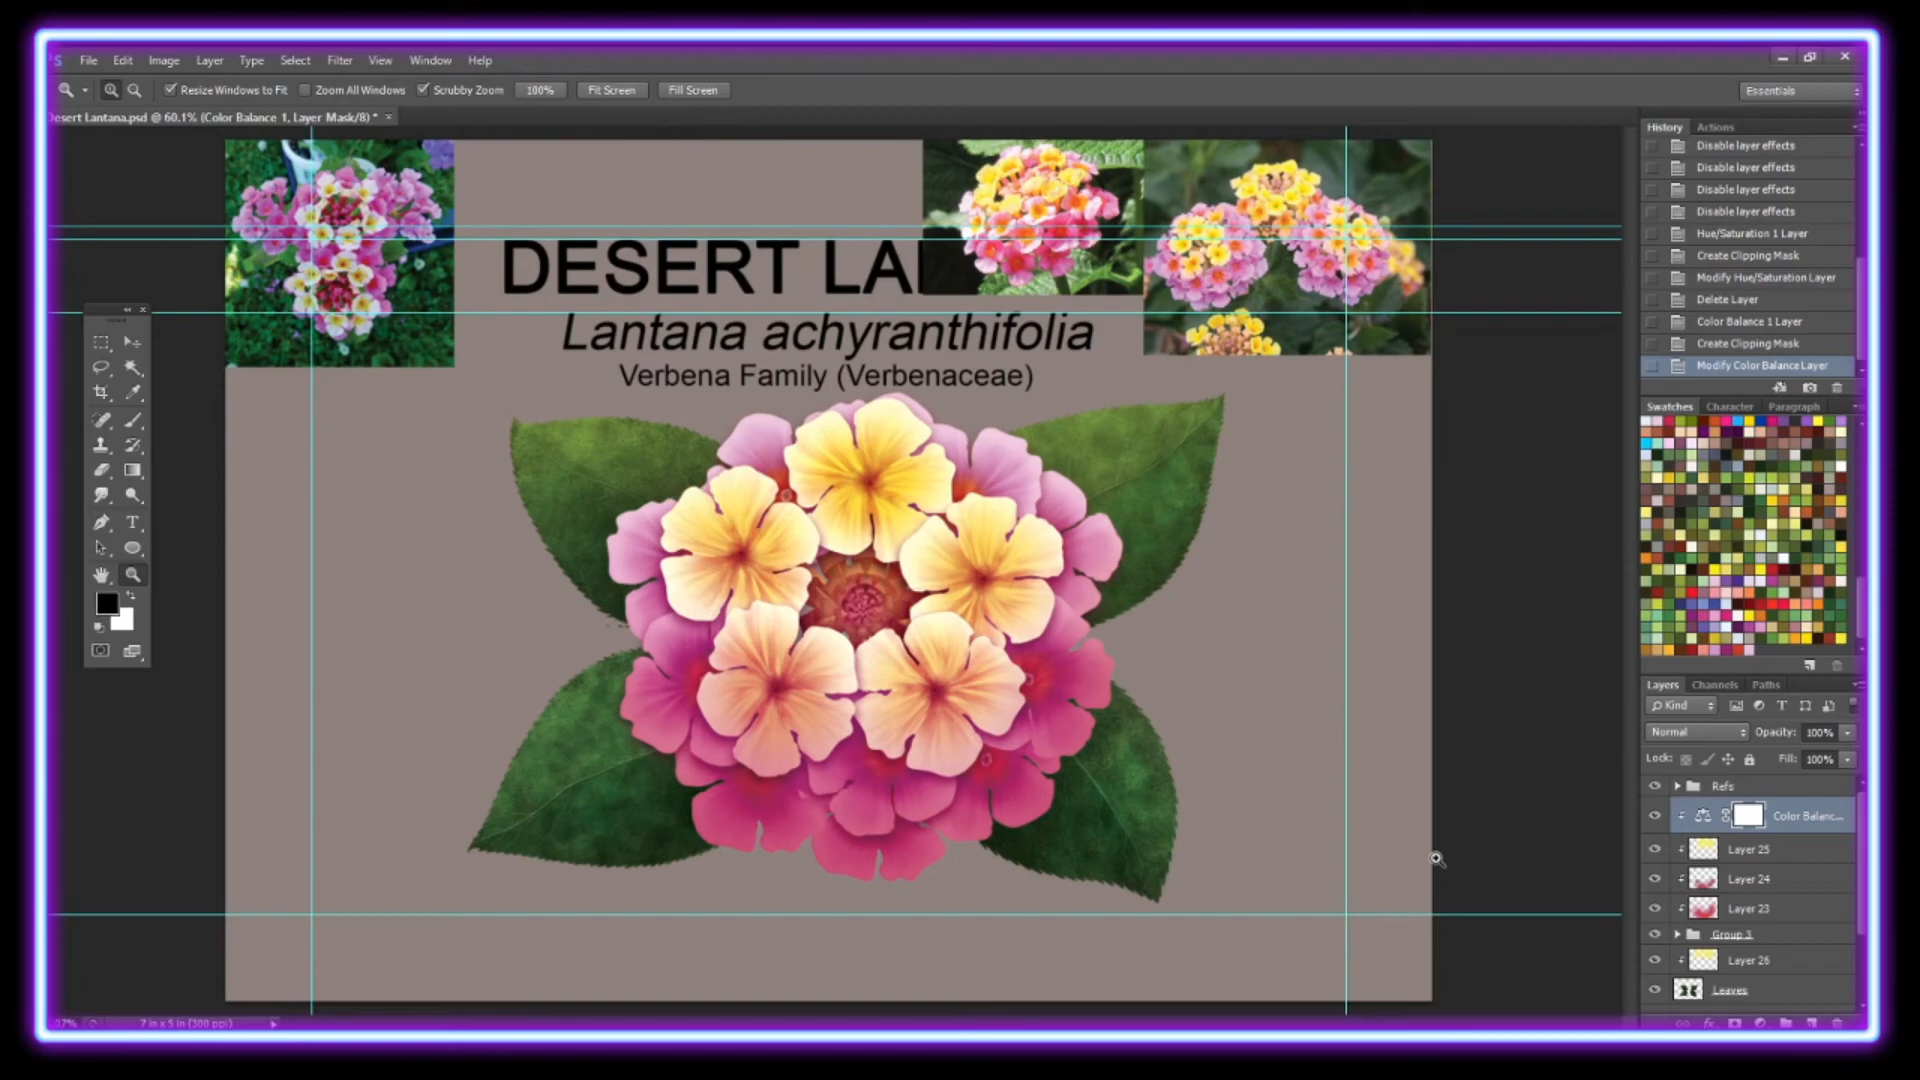 File Edit Image Layer Type Select Filter View Window Help
Resize Windows to Fit Zoom All Windows Scrubby Zoom 100% Fit Screen Fill Screen Essentials
Desert Lantana.psd @ 60.1% (Color Balance 1, Layer Mask/8) *
History Actions
Disable layer effects
Disable layer effects
Disable layer effects
Disable layer effects
Hue/Saturation 1 Layer
Create Clipping Mask
Modify Hue/Saturation Layer
Delete Layer
Color Balance 1 Layer
Create Clipping Mask
Modify Color Balance Layer
DESERT LA
Lantana achyranthifolia
Verbena Family (Verbenaceae)
Swatches Character Paragraph
Layers Channels Paths
Kind
Normal Opacity: 100%
Lock: Fill: 100%
Refs
Color Balanc...
Layer 25
Layer 24
Layer 23
Group 3
Layer 26
Leaves
7 in x 5 in (300 ppi)